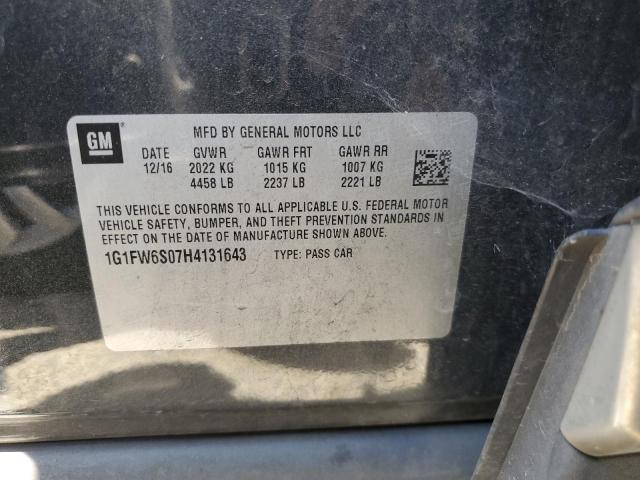 GM
MFD BY GENERAL MOTORS LLC
DATE GVWR GAWR FRT GAWR RR
12/16 2022 KG 1015 KG 1007 KG
4458 LB 2237 LB 2221 LB
THIS VEHICLE CONFORMS TO ALL APPLICABLE U.S. FEDERAL MOTOR
VEHICLE SAFETY, BUMPER, AND THEFT PREVENTION STANDARDS IN
EFFECT ON THE DATE OF MANUFACTURE SHOWN ABOVE.
1G1FW6S07H4131643 TYPE: PASS CAR